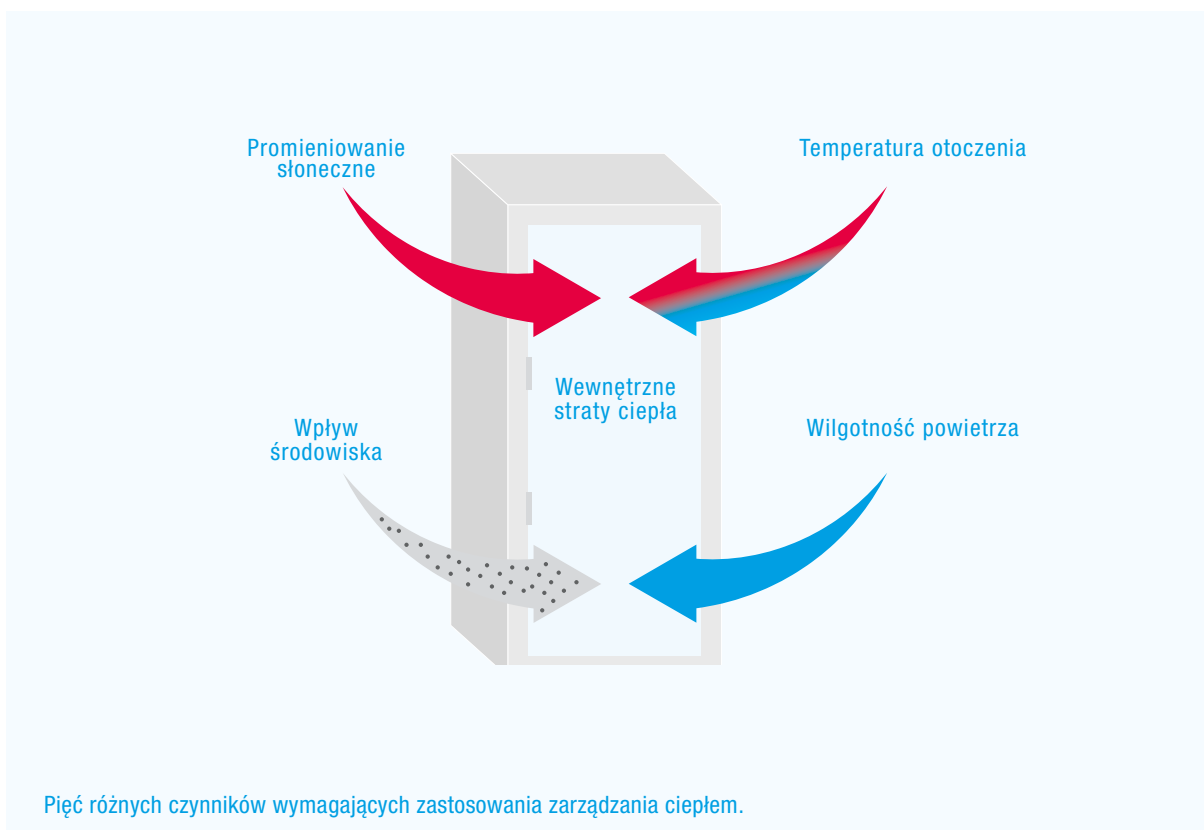 Promieniowanie
słoneczne
Temperatura otoczenia
Wewnętrzne
straty ciepła
Wpływ
środowiska
Wilgotność powietrza
Pięć różnych czynników wymagających zastosowania zarządzania ciepłem.